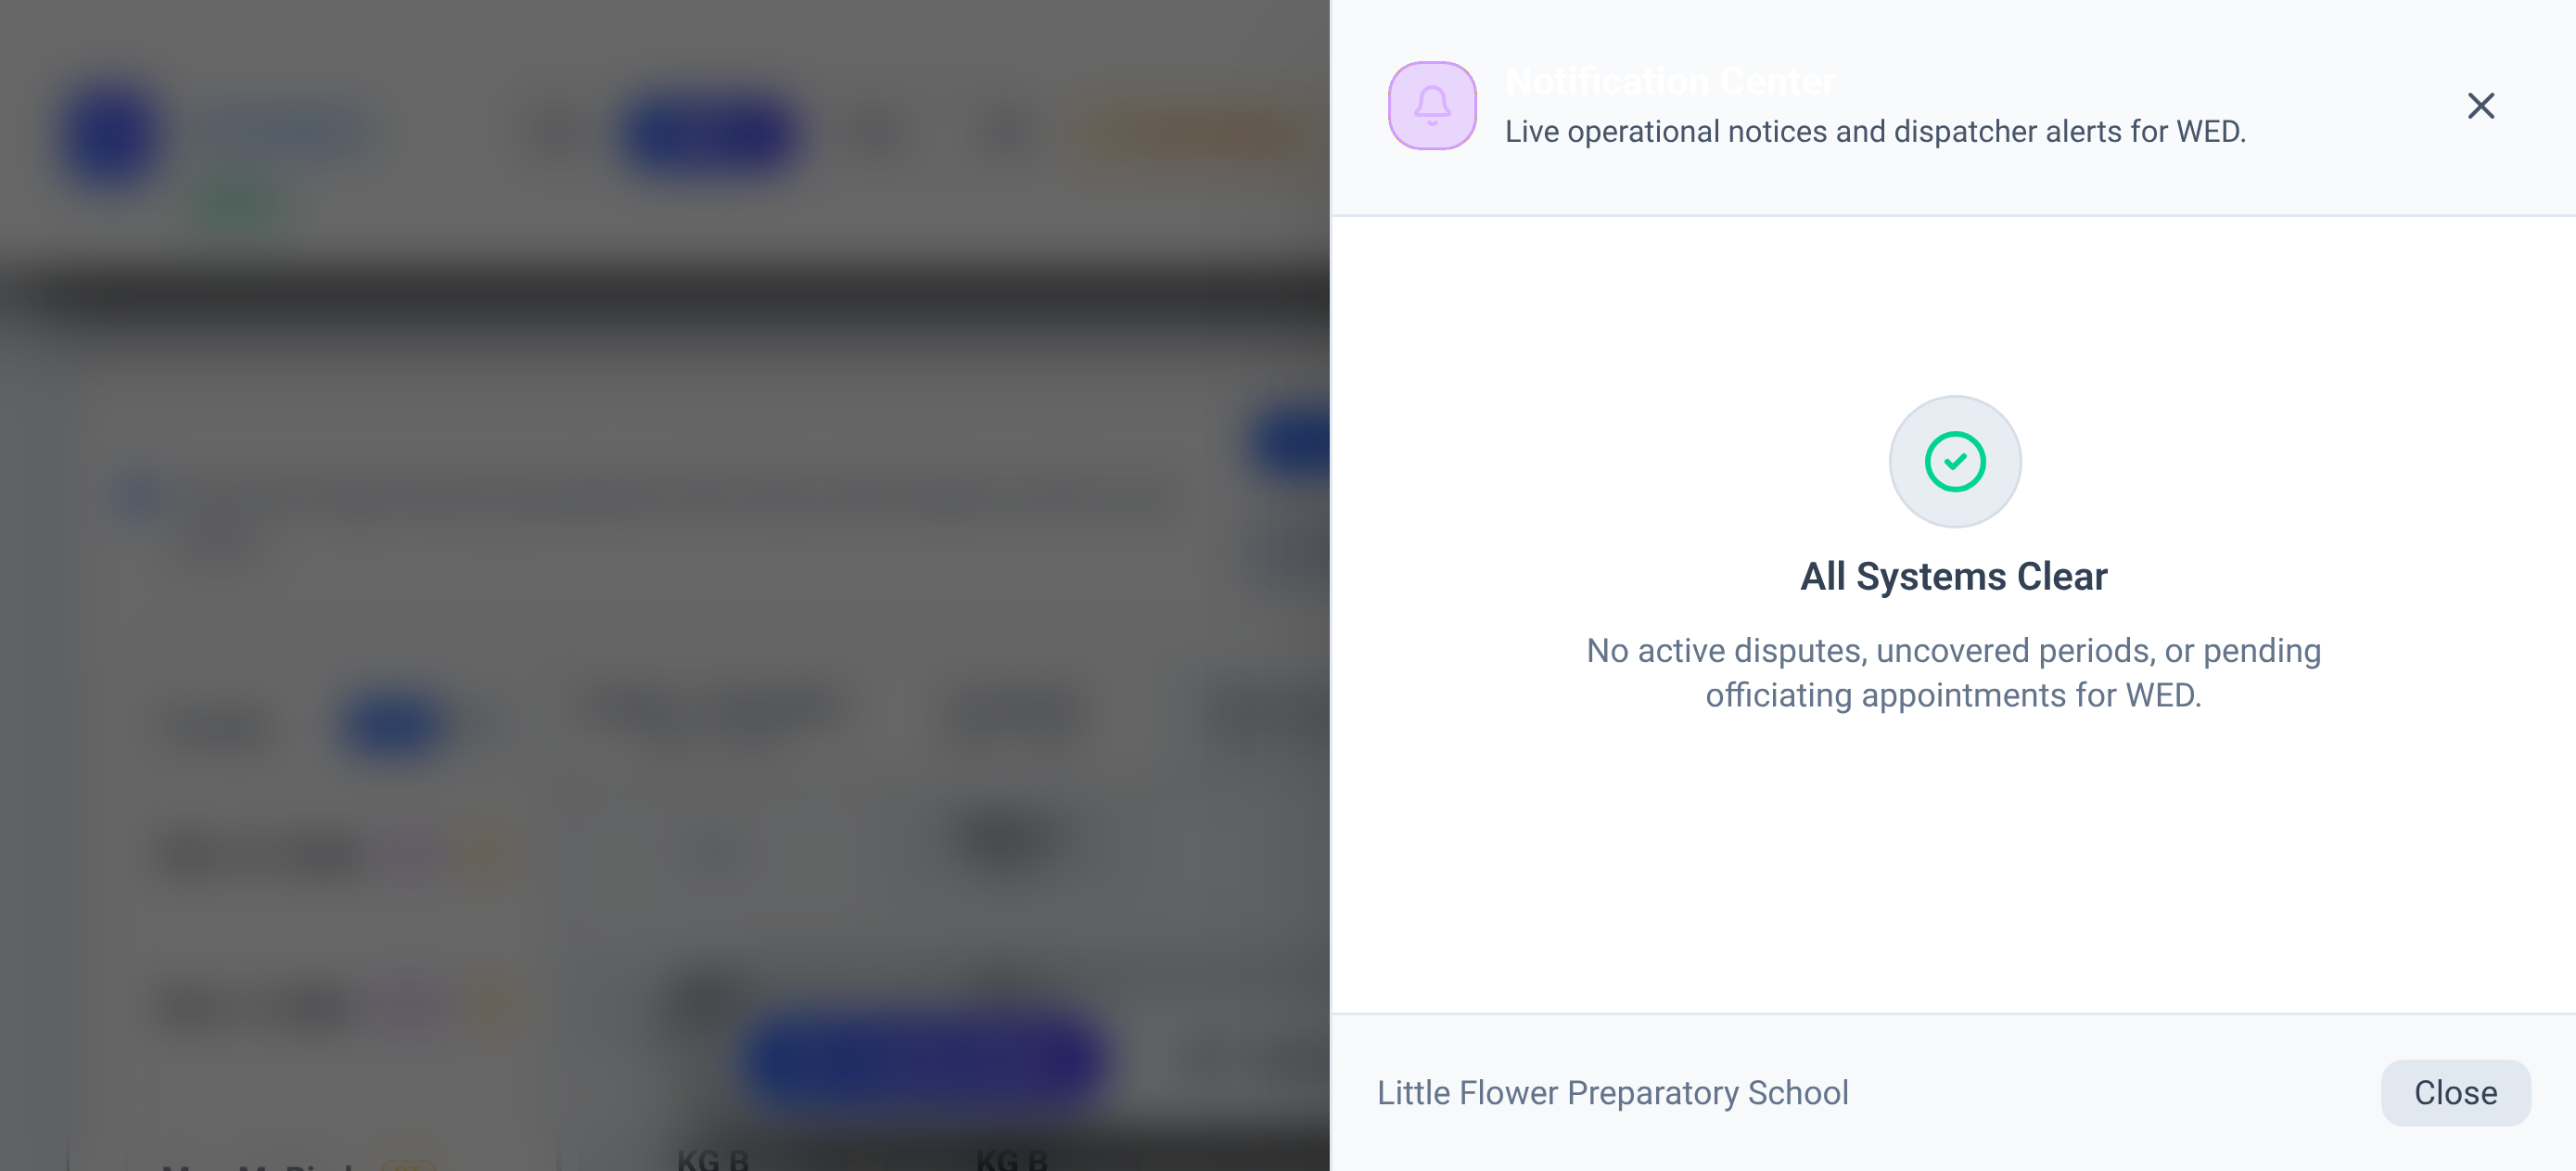 Notification Center
Live operational notices and dispatcher alerts for WED.
All Systems Clear
No active disputes, uncovered periods, or pending
officiating appointments for WED.
Little Flower Preparatory School
Close
KG B
KG B